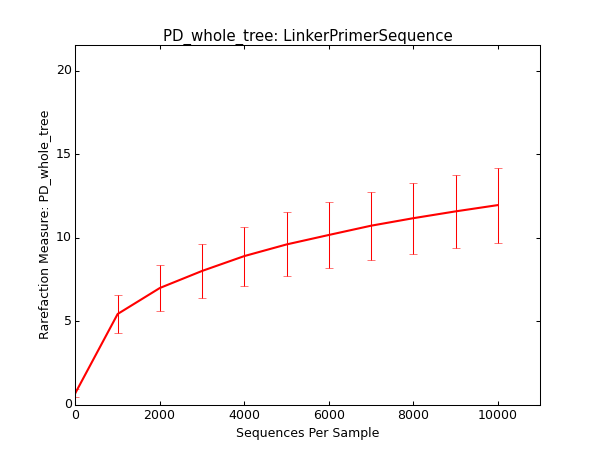 PD_whole_tree: LinkerPrimerSequence
20
15
10
5
0
Rarefaction Measure: PD_whole_tree
0 2000 4000 6000 8000 10000
Sequences Per Sample